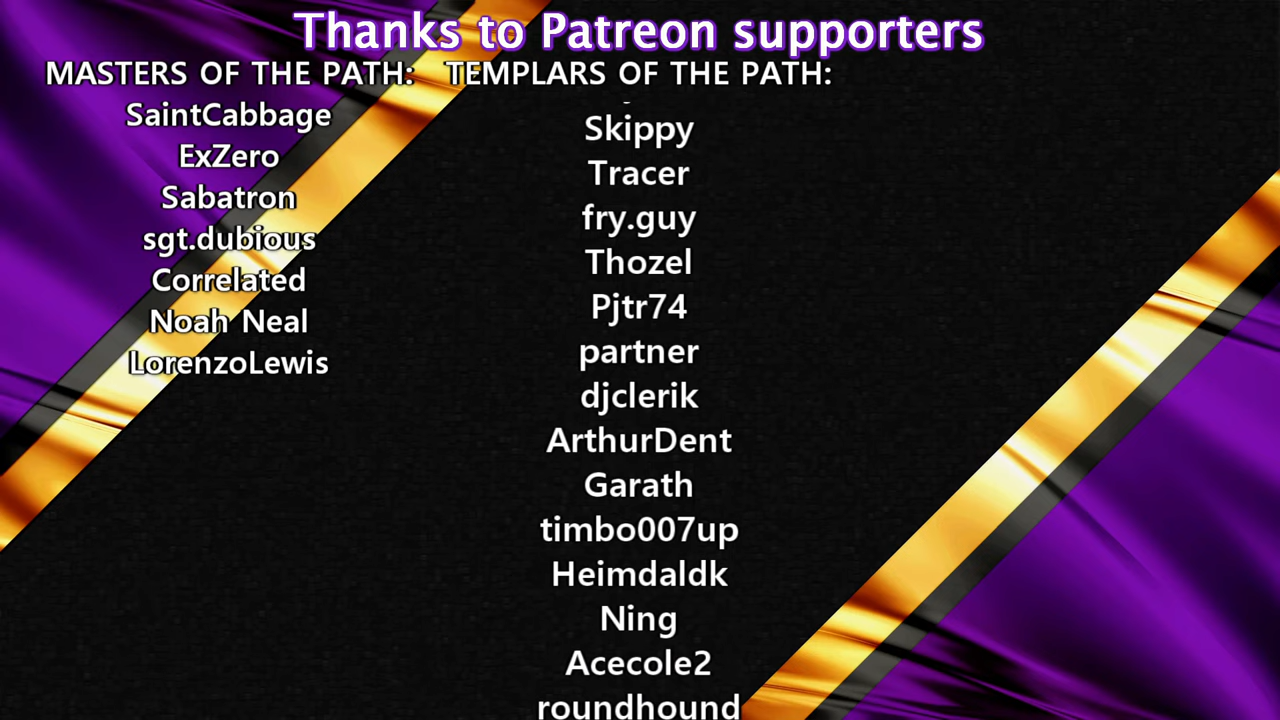 Thanks to Patreon supporters
MASTERS OF THE PATH:
SaintCabbage
ExZero
Sabatron
sgt.dubious
Correlated
Noah Neal
LorenzoLewis
TEMPLARS OF THE PATH:
Skippy
Tracer
fry.guy
Thozel
Pjtr74
partner
djclerik
ArthurDent
Garath
timbo007up
Heimdaldk
Ning
Acecole2
roundhound